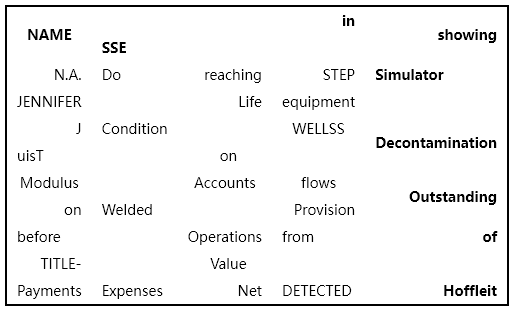 in
NAME showing
SSE
N.A. Do reaching STEP Simulator
JENNIFER Life equipment
J Condition WELLSS
Decontamination
uisT on
Modulus Accounts flows
Outstanding
on Welded Provision
before Operations from of
TITLE- Value
Payments Expenses Net DETECTED Hoffleit